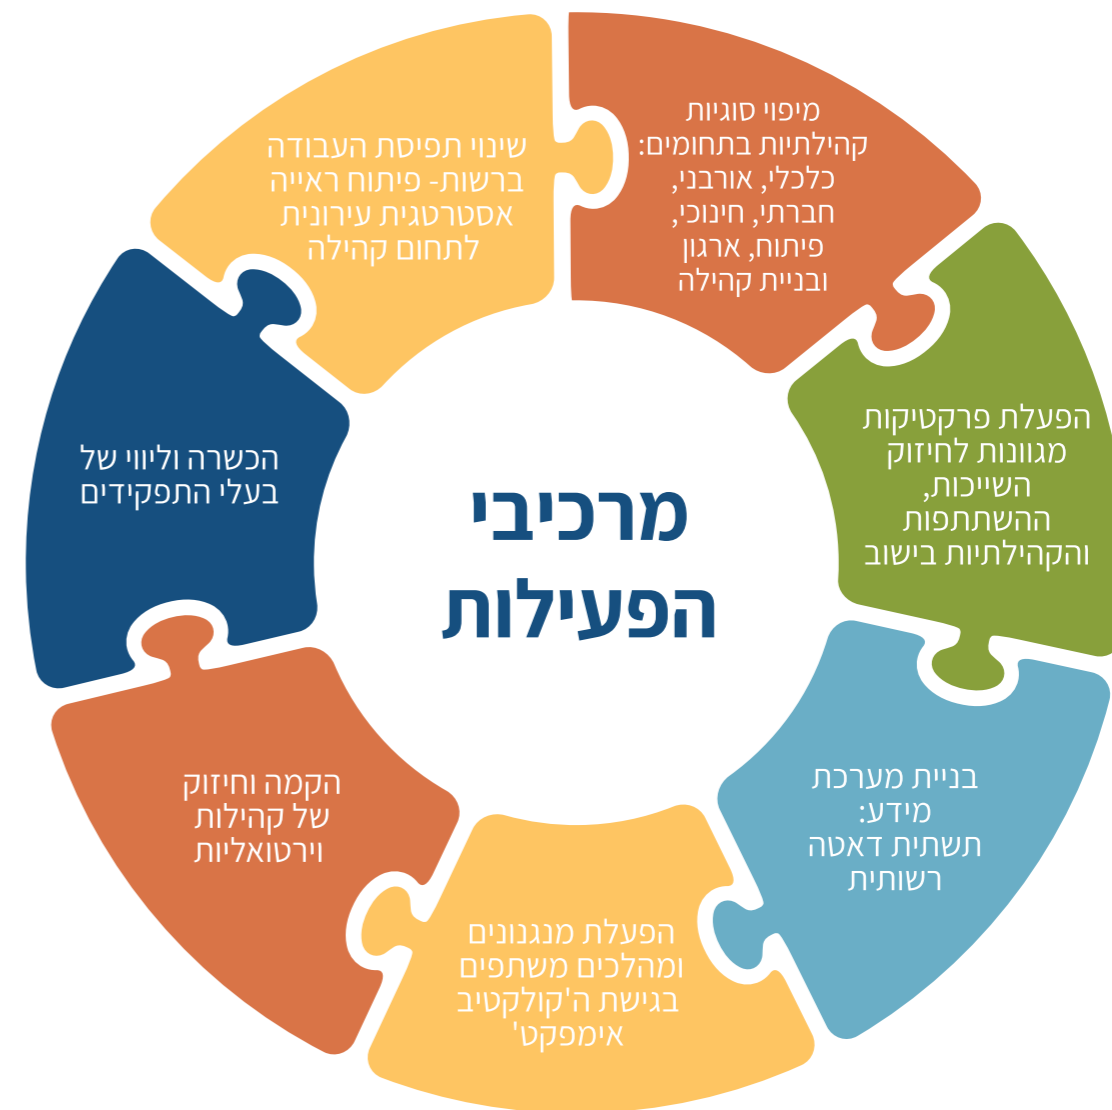 מרכיבי
הפעילות
מיפוי סוגיות
קהילתיות בתחומים:
כלכלי, אורבני,
חברתי, חינוכי,
פיתוח, ארגון
ובניית קהילה
הפעלת פרקטיקות
מגוונות לחיזוק
השייכות,
ההשתתפות
והקהילתיות בישוב
בניית מערכת
מידע:
תשתית דאטה
רשותית
הפעלת מנגנונים
ומהלכים משתפים
בגישת ה'קולקטיב
אימפקט'
הקמה וחיזוק
של קהילות
וירטואליות
הכשרה וליווי של
בעלי התפקידים
שינוי תפיסת העבודה
ברשות- פיתוח ראייה
אסטרטגית עירונית
לתחום קהילה